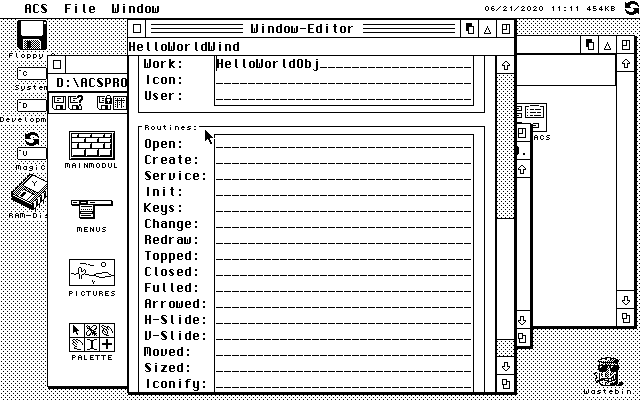 ACS File Window 06/21/2020 11:11 454KB
Window-Editor
HelloWorldWind
Work: HelloWorldObj
Icon:
User:
Routines:
Open:
Create:
Service:
Init:
Keys:
Change:
Redraw:
Topped:
Closed:
Fulled:
Arrowed:
H-Slide:
V-Slide:
Moved:
Sized:
Iconify:
D:\ACSPRO
MAINMODUL
MENUS
PICTURES
PALETTE
Floppy
C
System
D
Developm
U
Magic
RAM-Dis
ACS
Wastebin